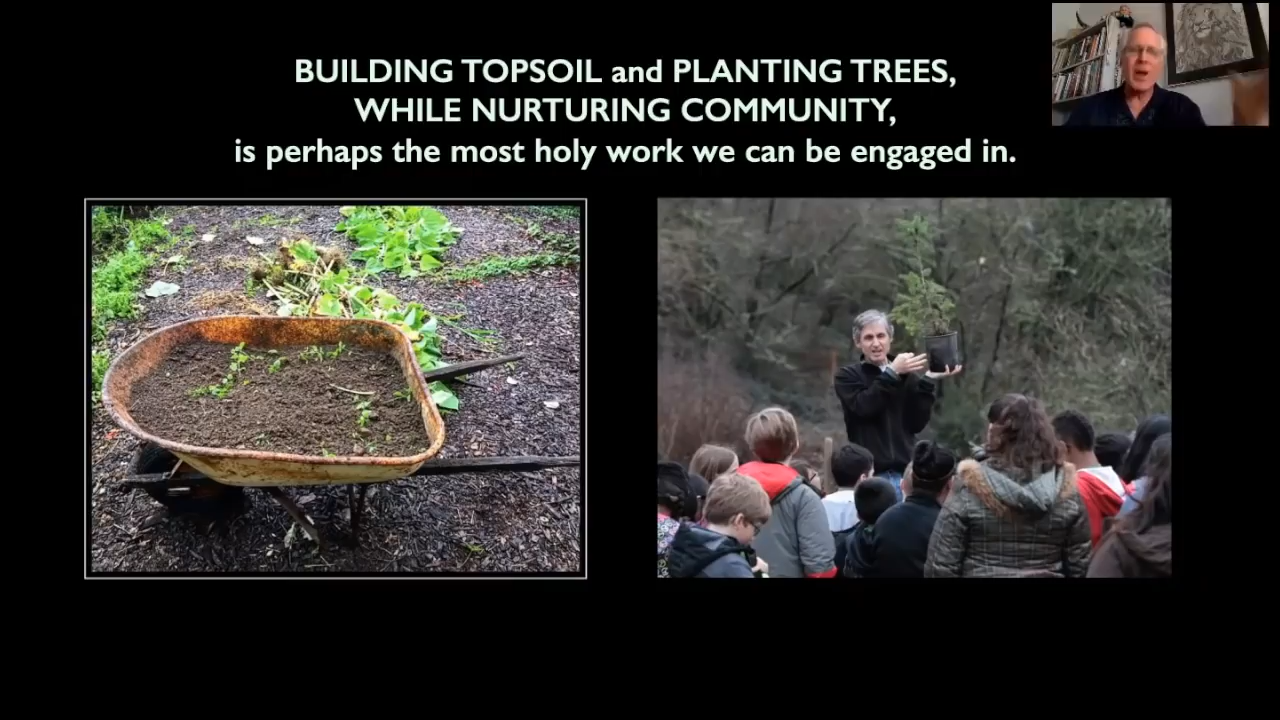 BUILDING TOPSOIL and PLANTING TREES,
WHILE NURTURING COMMUNITY,
is perhaps the most holy work we can be engaged in.